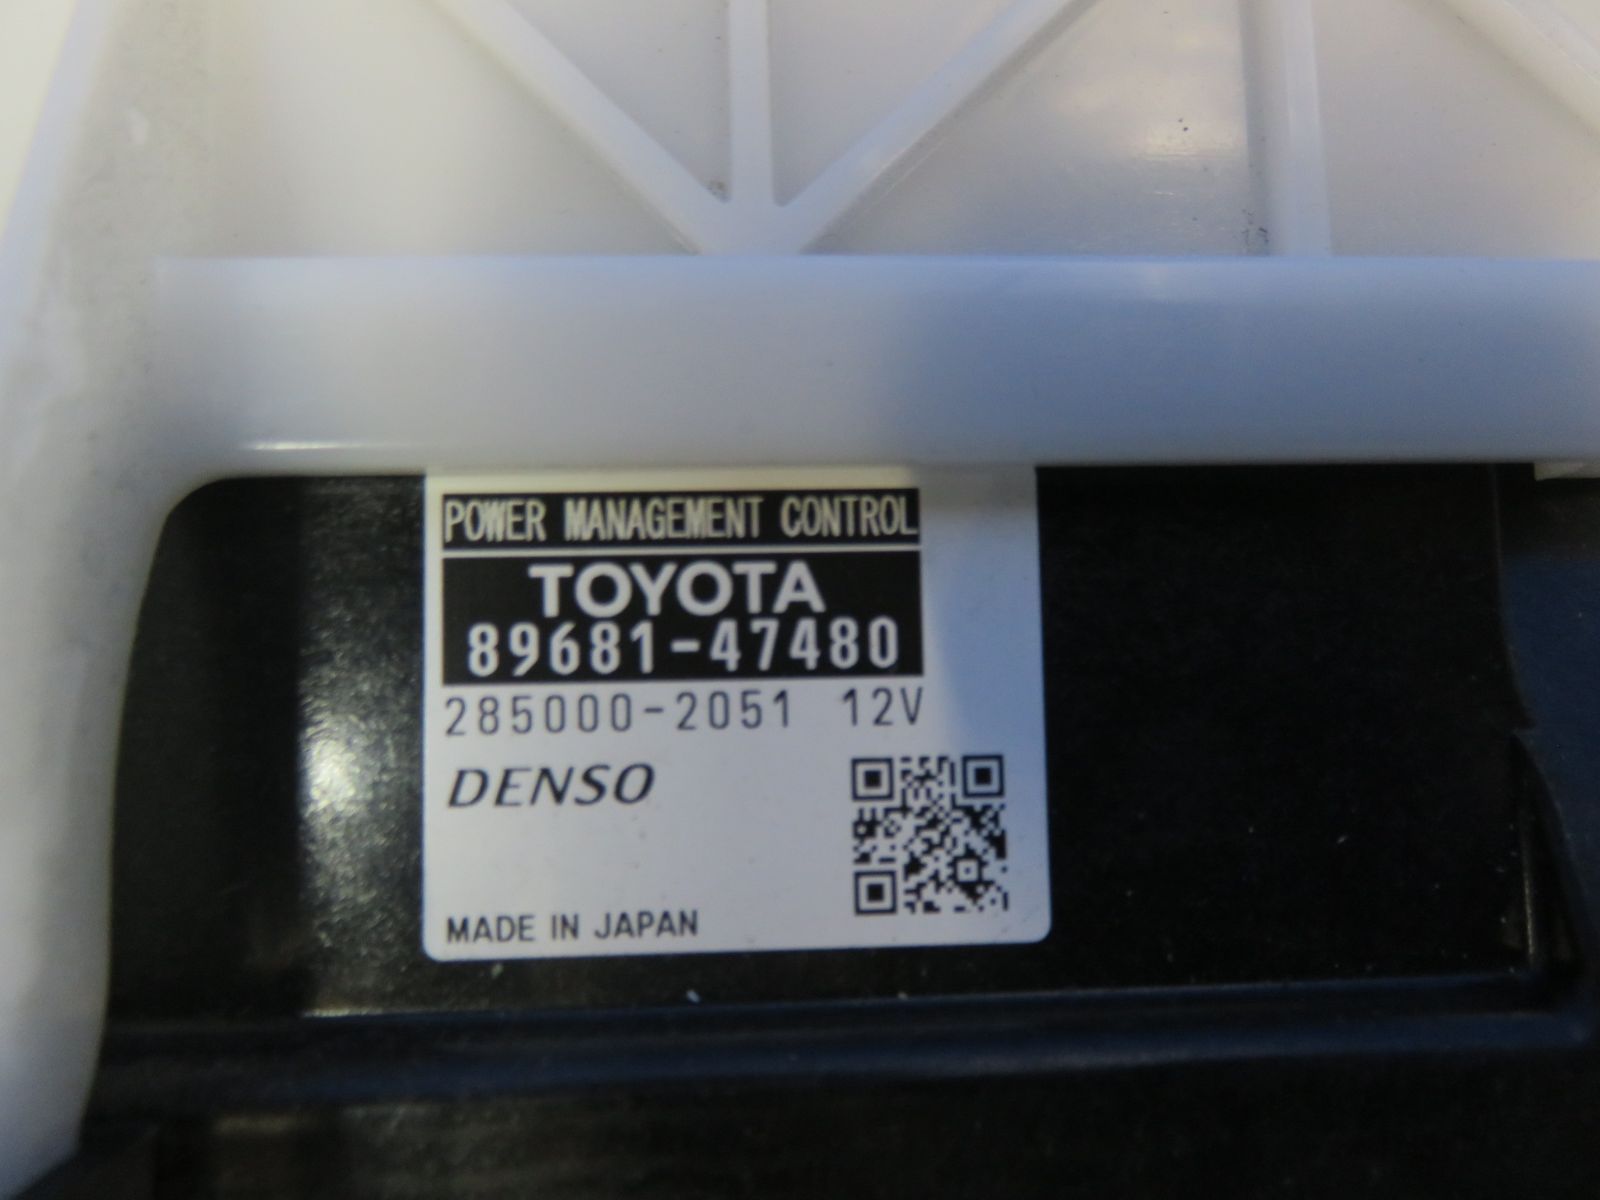 POWER MANAGEMENT CONTROL
TOYOTA
89681-47480
285000-2051 12V
DENSO
MADE IN JAPAN